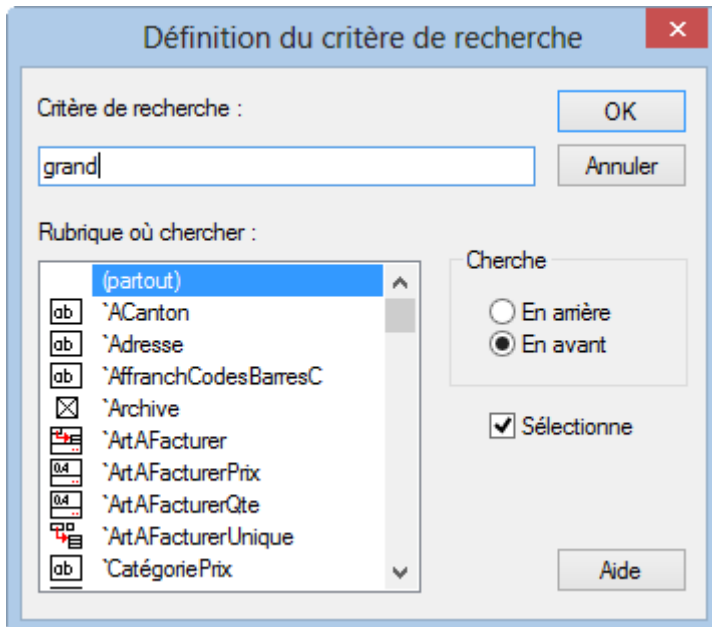 Définition du critère de recherche
Critère de recherche :
OK
grand
Annuler
Rubrique où chercher :
(partout)
`ACanton
`Adresse
`AffranchCodesBarresC
`Archive
`ArtAFacturer
`ArtAFacturerPrix
`ArtAFacturerQte
`ArtAFacturerUnique
`CatégoriePrix
Cherche
En arrière
En avant
Sélectionne
Aide